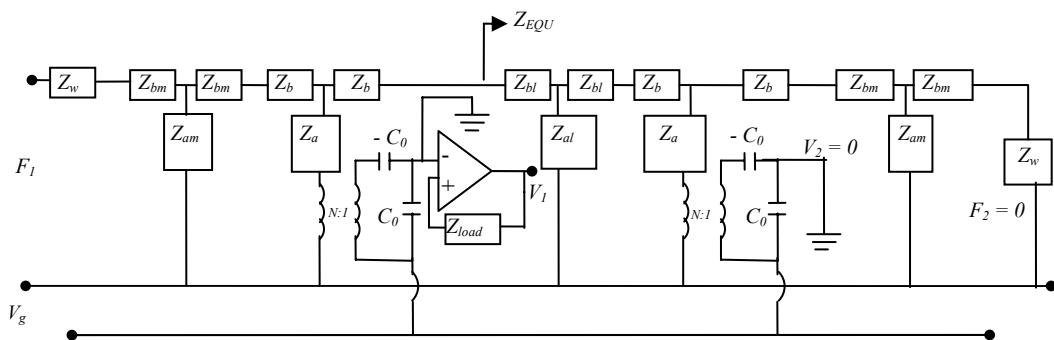 Z_EQU
Z_w Z_bm Z_bm Z_b Z_b Z_bl Z_bl Z_b Z_b Z_bm Z_bm
Z_am Z_a - C_0 - + Z_al Z_a - C_0 V_2 = 0 Z_am Z_w
F_1 V_1
N:1 C_0 Z_load N:1 C_0 F_2 = 0
V_g